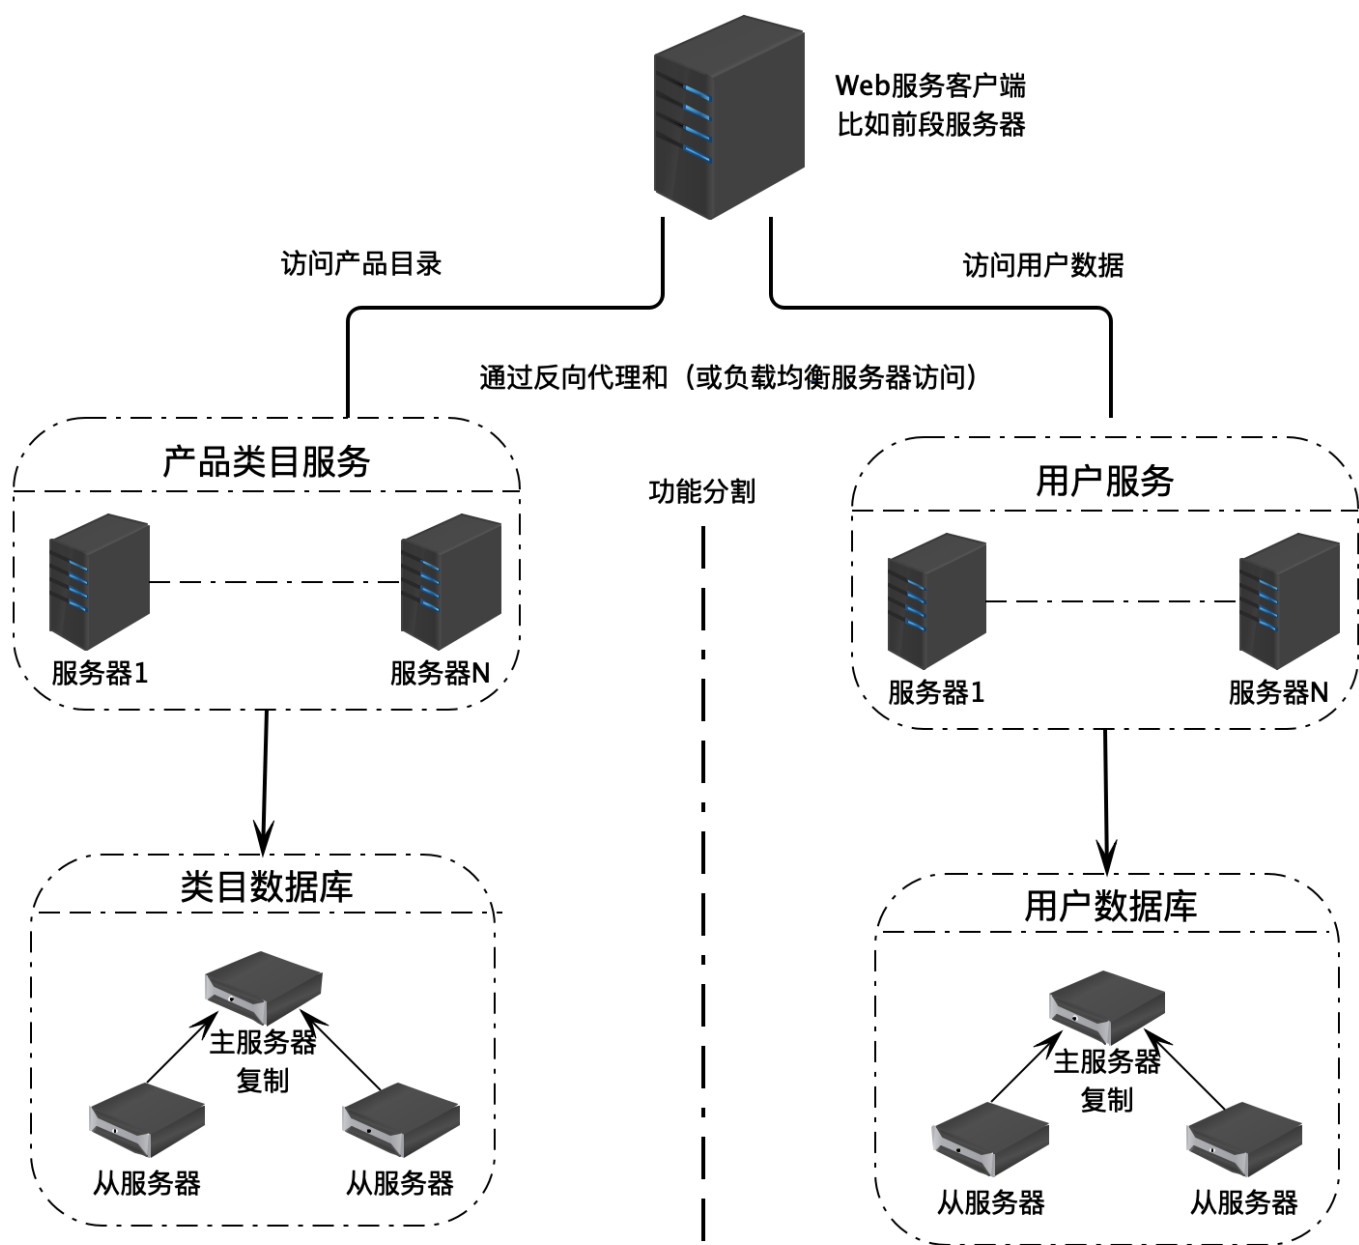 Web服务客户端
比如前段服务器
访问产品目录
访问用户数据
通过反向代理和（或负载均衡服务器访问）
产品类目服务
服务器1
服务器N
功能分割
用户服务
服务器1
服务器N
类目数据库
主服务器
复制
从服务器
从服务器
用户数据库
主服务器
复制
从服务器
从服务器